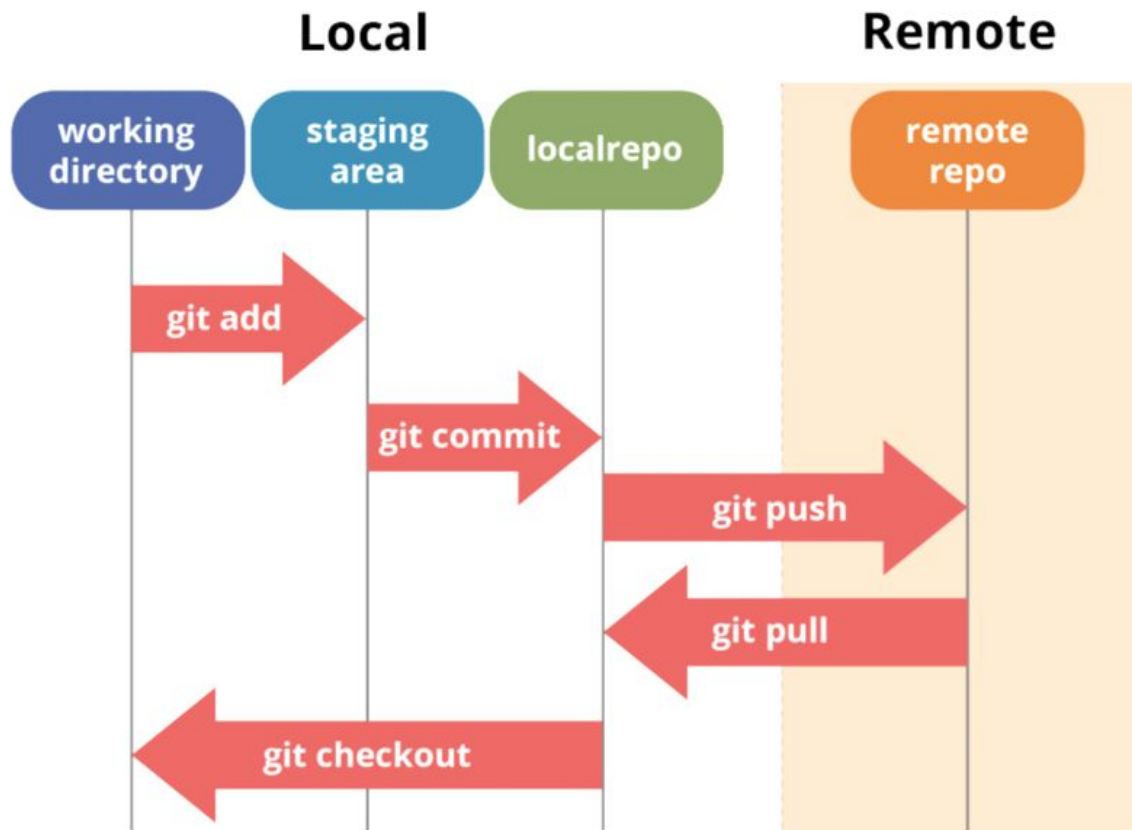 Local
Remote
working
directory
staging
area
localrepo
remote
repo
git add
git commit
git push
git pull
git checkout